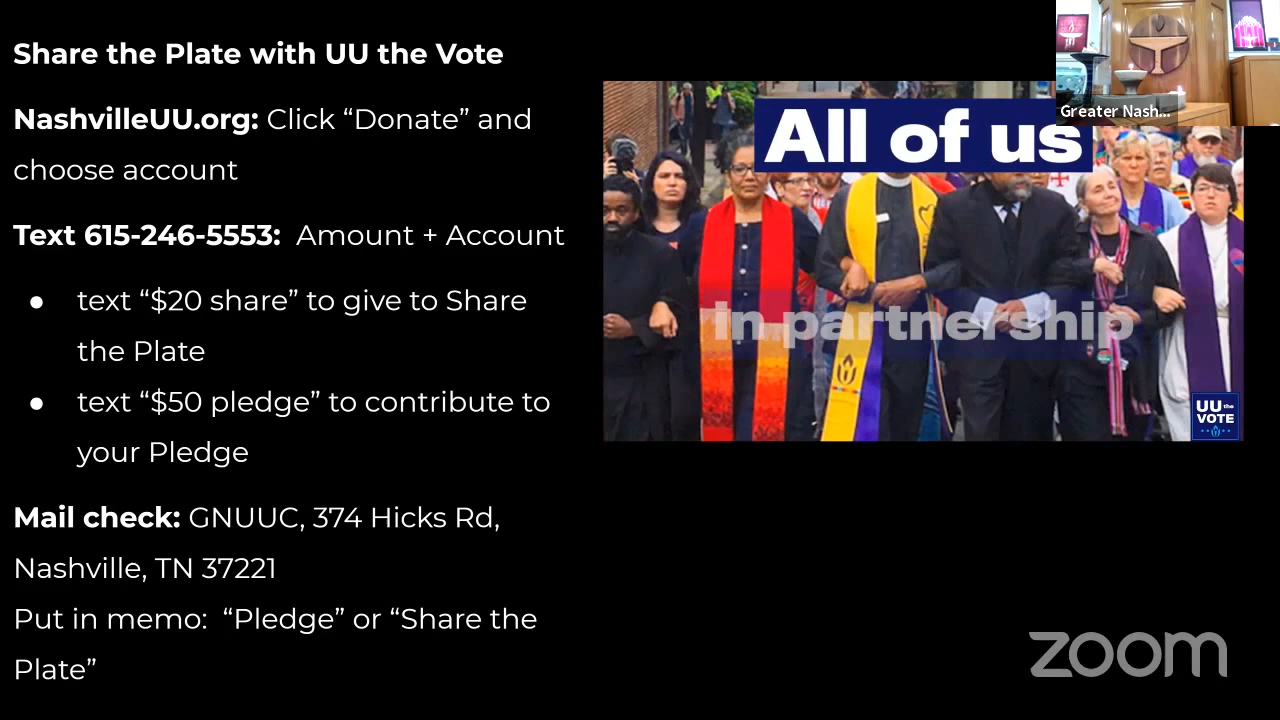 Share the Plate with UU the Vote
NashvilleUU.org: Click “Donate” and
choose account
Text 615-246-5553:  Amount + Account
● text “$20 share” to give to Share
the Plate
● text “$50 pledge” to contribute to
your Pledge
Mail check: GNUUC, 374 Hicks Rd,
Nashville, TN 37221
Put in memo:  “Pledge” or “Share the
Plate”
Greater Nash...
All of us
in partnership
UU the
VOTE
zoom